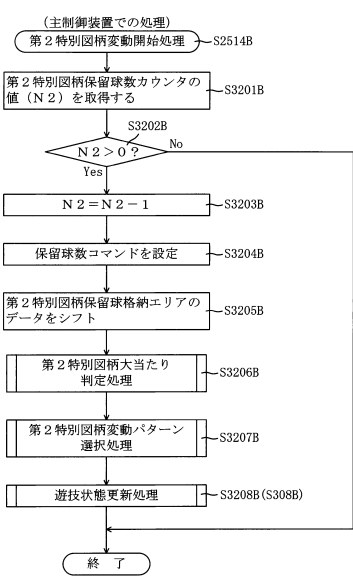 (主制御装置での処理)
第2特別図柄変動開始処理
S2514B
第2特別図柄保留球数カウンタの
値(N2)を取得する
S3201B
S3202B
N2>0?
No
Yes
N2=N2-1
S3203B
保留球数コマンドを設定
S3204B
第2特別図柄保留球格納エリアの
データをシフト
S3205B
第2特別図柄大当たり
判定処理
S3206B
第2特別図柄変動パターン
選択処理
S3207B
遊技状態更新処理
S3208B(S308B)
終 了